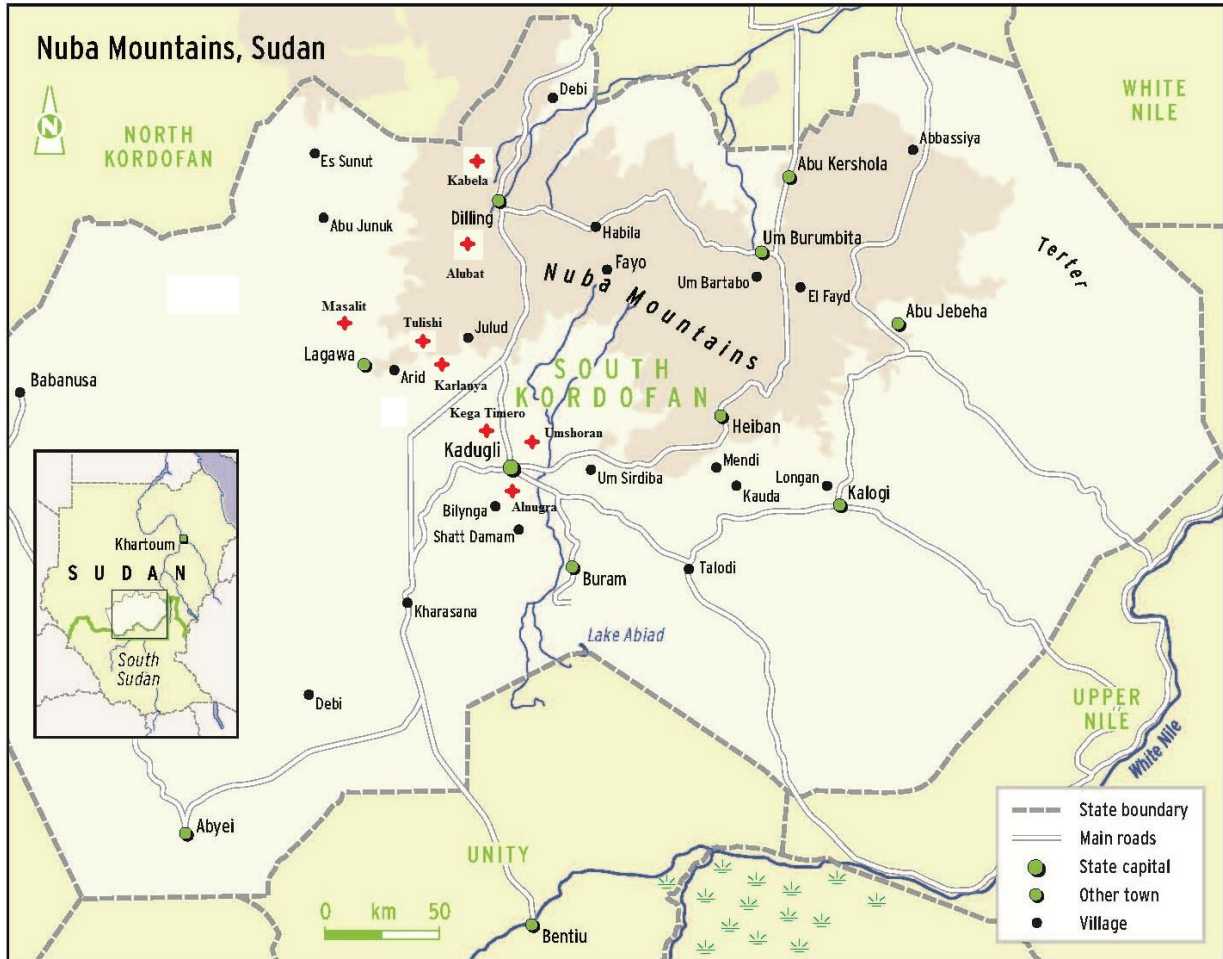 Nuba Mountains, Sudan
N
NORTH
KORDOFAN
WHITE
NILE
Debi
Es Sunut
Kabela
Abbassiya
Abu Kershola
Dilling
Abu Junuk
Habila
Alubat
Um Burumbita
Terter
Fayo
Nuba Mountains
Um Bartabo
El Fayd
Masalit
Tulishi
Julud
Abu Jebeha
Lagawa
Arid
Karlanya
SOUTH
KORDOFAN
Babanusa
Kega Timero
Umshoran
Heiban
Kadugli
Um Sirdiba
Mendi
Kauda
Longan
Kalogi
Bilynga
Alnugra
Shatt Damam
Khartoum
SUDAN
South
Sudan
Buram
Talodi
Kharasana
Lake Abiad
Debi
UPPER
NILE
White Nile
Abyei
UNITY
0 km 50
Bentiu
State boundary
Main roads
State capital
Other town
Village